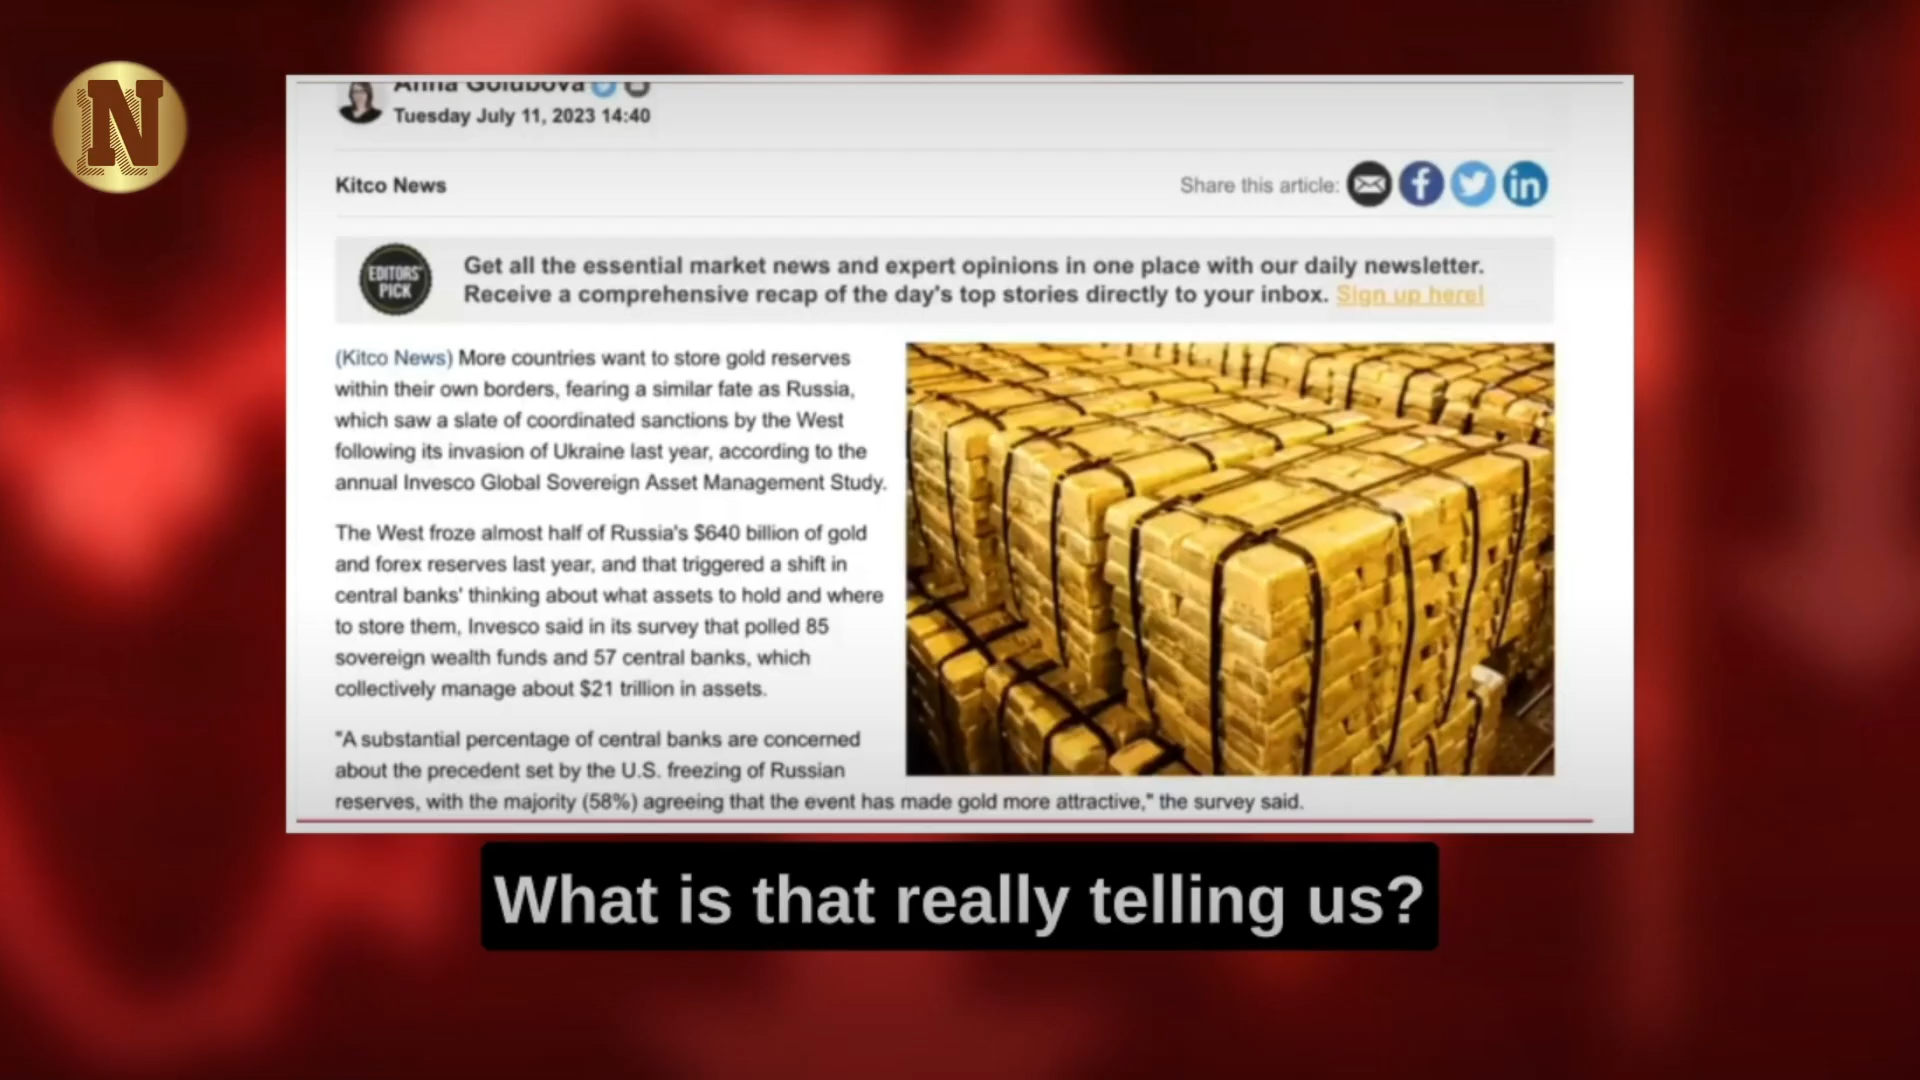 N
Anna Golubova
Tuesday July 11, 2023 14:40
Kitco News
Share this article:
EDITORS'
PICK
Get all the essential market news and expert opinions in one place with our daily newsletter.
Receive a comprehensive recap of the day's top stories directly to your inbox. Sign up here!
(Kitco News) More countries want to store gold reserves
within their own borders, fearing a similar fate as Russia,
which saw a slate of coordinated sanctions by the West
following its invasion of Ukraine last year, according to the
annual Invesco Global Sovereign Asset Management Study.
The West froze almost half of Russia's $640 billion of gold
and forex reserves last year, and that triggered a shift in
central banks' thinking about what assets to hold and where
to store them, Invesco said in its survey that polled 85
sovereign wealth funds and 57 central banks, which
collectively manage about $21 trillion in assets.
"A substantial percentage of central banks are concerned
about the precedent set by the U.S. freezing of Russian
reserves, with the majority (58%) agreeing that the event has made gold more attractive," the survey said.
What is that really telling us?